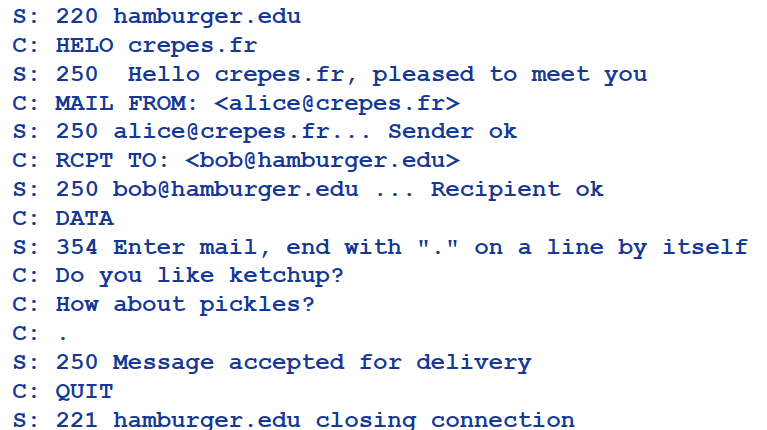 S: 220 hamburger.edu
C: HELO crepes.fr
S: 250  Hello crepes.fr, pleased to meet you
C: MAIL FROM: <alice@crepes.fr>
S: 250 alice@crepes.fr... Sender ok
C: RCPT TO: <bob@hamburger.edu>
S: 250 bob@hamburger.edu ... Recipient ok
C: DATA
S: 354 Enter mail, end with "." on a line by itself
C: Do you like ketchup?
C: How about pickles?
C: .
S: 250 Message accepted for delivery
C: QUIT
S: 221 hamburger.edu closing connection